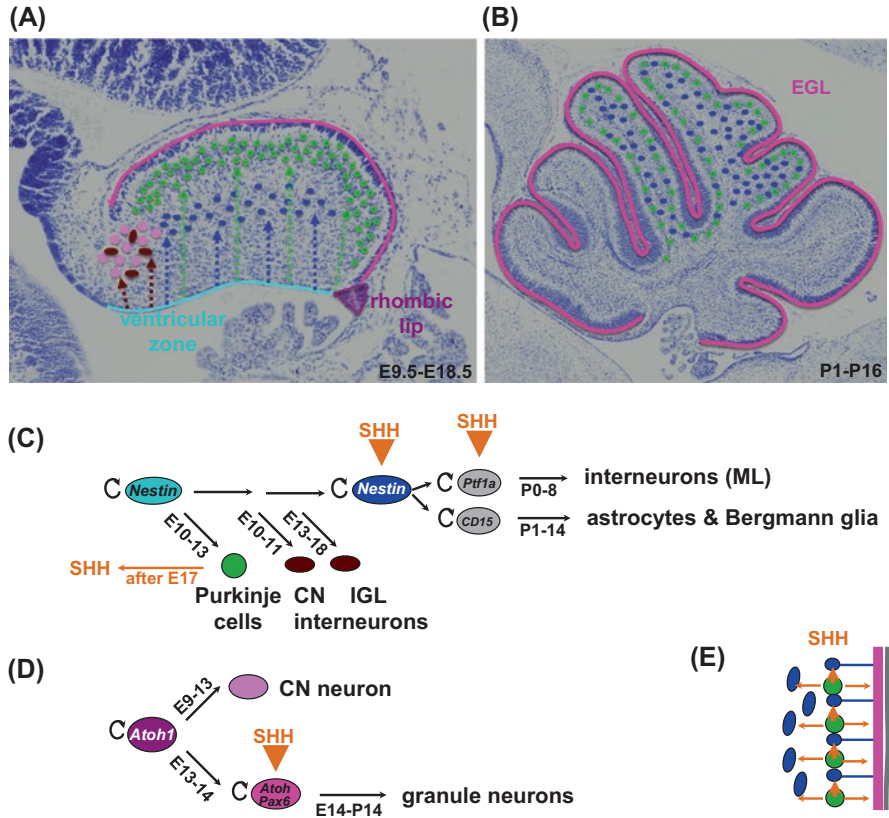 (A)
(B)
EGL
ventricular
zone
rhombic
lip
E9.5-E18.5
P1-P16
(C)
SHH
SHH
Nestin
Nestin
Ptf1a
P0-8
interneurons (ML)
CD15
P1-14
astrocytes & Bergmann glia
E10-13
E10-11
E13-18
SHH
after E17
Purkinje
cells
CN
IGL
interneurons
(D)
E9-13
CN neuron
Atoh1
SHH
E13-14
Atoh
Pax6
E14-P14
granule neurons
(E)
SHH